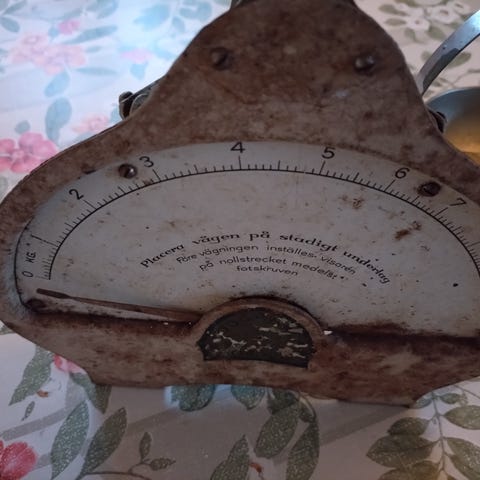 0 KG. 1 2 3 4 5 6 7
Placera vågen på stadigt underlag
Före vägningen inställes visaren
på nollstrecket medelst
fotskruven